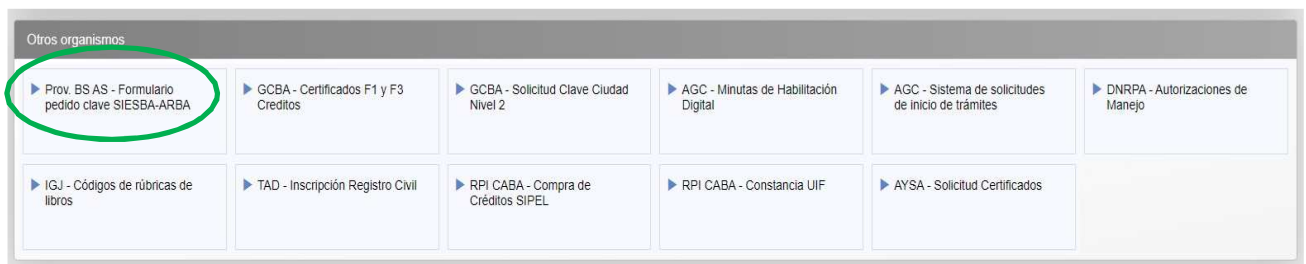 Otros organismos
Prov. BS AS - Formulario
pedido clave SIESBA-ARBA
GCBA - Certificados F1 y F3
Creditos
GCBA - Solicitud Clave Ciudad
Nivel 2
AGC - Minutas de Habilitación
Digital
AGC - Sistema de solicitudes
de inicio de trámites
DNRPA - Autorizaciones de
Manejo
IGJ - Códigos de rúbricas de
libros
TAD - Inscripción Registro Civil
RPI CABA - Compra de
Créditos SIPEL
RPI CABA - Constancia UIF
AYSA - Solicitud Certificados